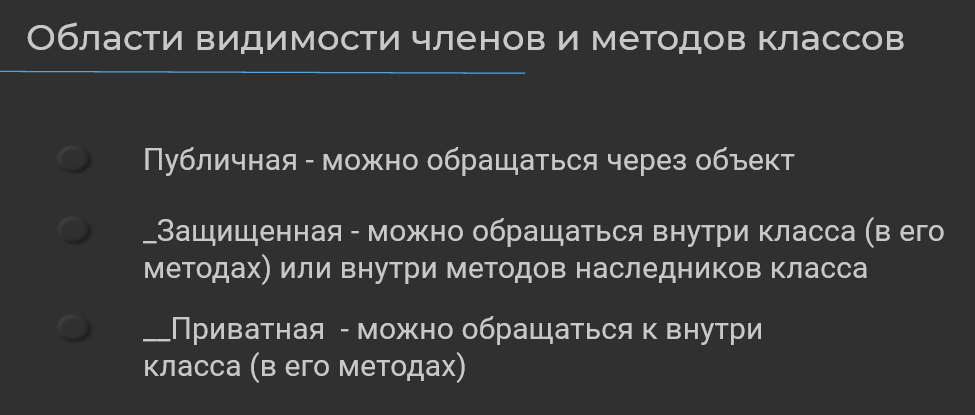 Области видимости членов и методов классов
Публичная - можно обращаться через объект
_Защищенная - можно обращаться внутри класса (в его
методах) или внутри методов наследников класса
__Приватная - можно обращаться к внутри
класса (в его методах)